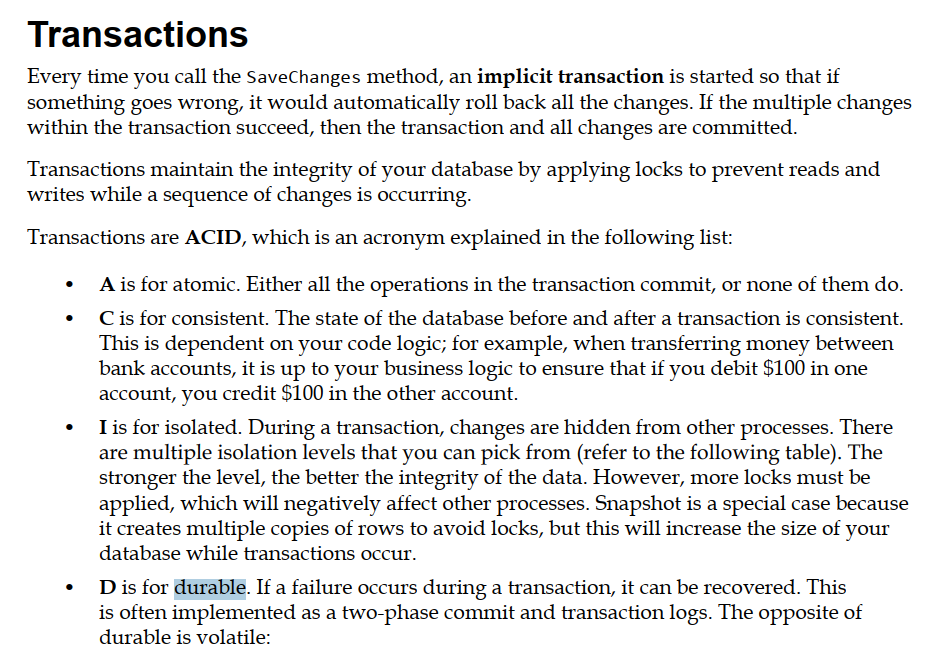 Transactions
Every time you call the SaveChanges method, an implicit transaction is started so that if
something goes wrong, it would automatically roll back all the changes. If the multiple changes
within the transaction succeed, then the transaction and all changes are committed.
Transactions maintain the integrity of your database by applying locks to prevent reads and
writes while a sequence of changes is occurring.
Transactions are ACID, which is an acronym explained in the following list:
• A is for atomic. Either all the operations in the transaction commit, or none of them do.
• C is for consistent. The state of the database before and after a transaction is consistent.
This is dependent on your code logic; for example, when transferring money between
bank accounts, it is up to your business logic to ensure that if you debit $100 in one
account, you credit $100 in the other account.
• I is for isolated. During a transaction, changes are hidden from other processes. There
are multiple isolation levels that you can pick from (refer to the following table). The
stronger the level, the better the integrity of the data. However, more locks must be
applied, which will negatively affect other processes. Snapshot is a special case because
it creates multiple copies of rows to avoid locks, but this will increase the size of your
database while transactions occur.
• D is for durable. If a failure occurs during a transaction, it can be recovered. This
is often implemented as a two-phase commit and transaction logs. The opposite of
durable is volatile: